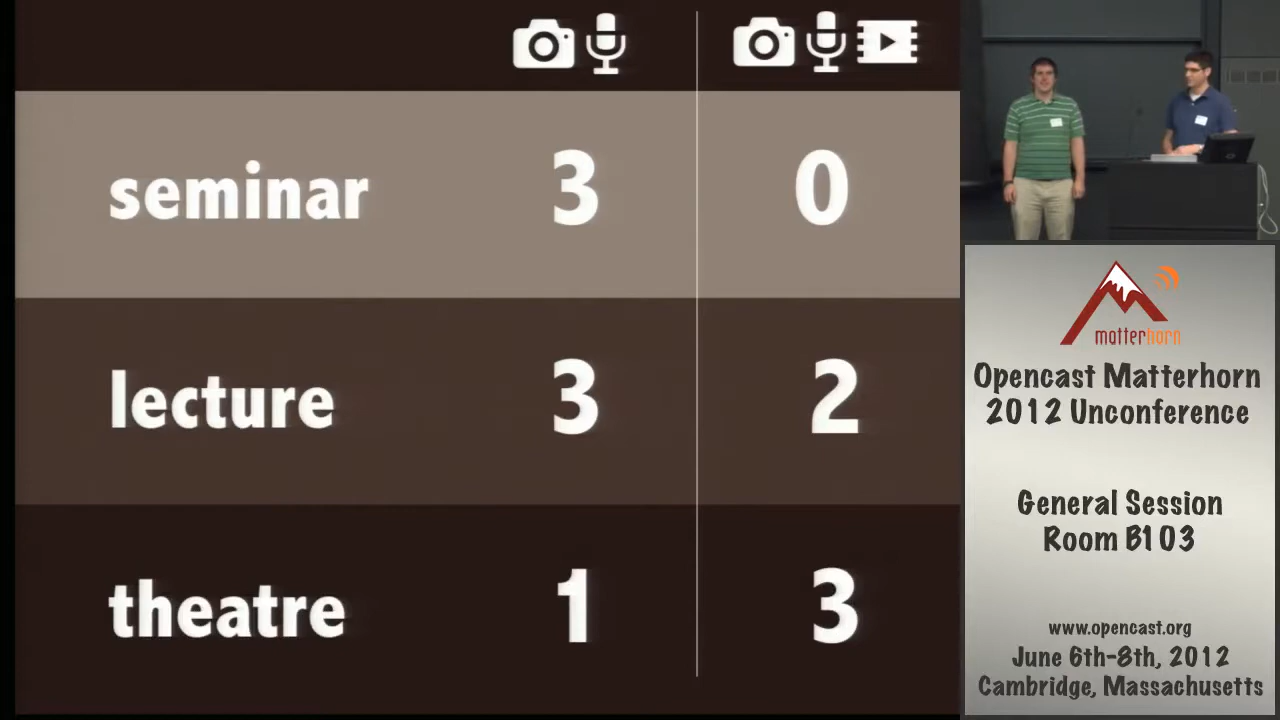 seminar 3 0
lecture 3 2
theatre 1 3
matterhorn
Opencast Matterhorn
2012 Unconference
General Session
Room B103
www.opencast.org
June 6th-8th, 2012
Cambridge, Massachusetts